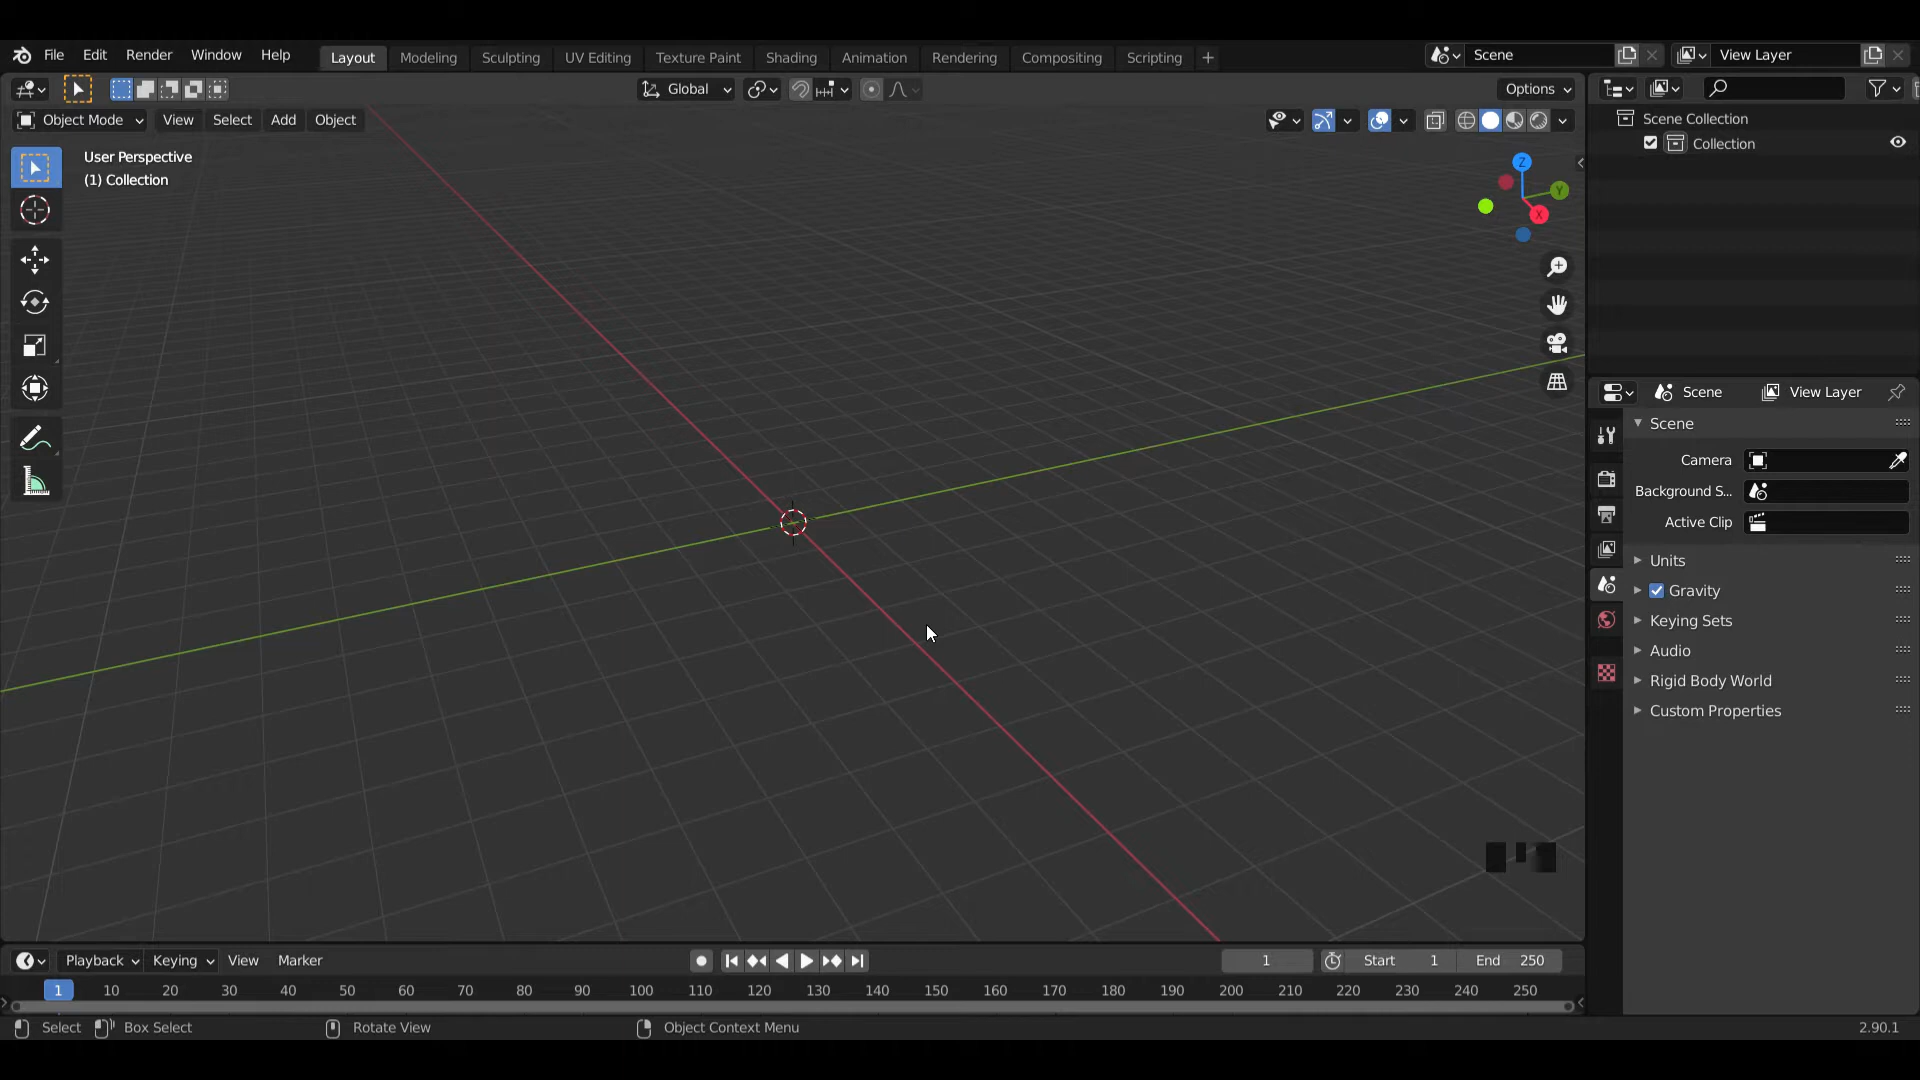 File Edit Render Window Help Layout Modeling Sculpting UV Editing Texture Paint Shading Animation Rendering Compositing Scripting + Scene View Layer
Global Options
Object Mode View Select Add Object
User Perspective
(1) Collection
Z
Y
X
Scene Collection
Collection
Scene View Layer
Scene
Camera
Background S...
Active Clip
Units
Gravity
Keying Sets
Audio
Rigid Body World
Custom Properties
Playback Keying View Marker 1 Start 1 End 250
1 10 20 30 40 50 60 70 80 90 100 110 120 130 140 150 160 170 180 190 200 210 220 230 240 250
Select Box Select Rotate View Object Context Menu 2.90.1